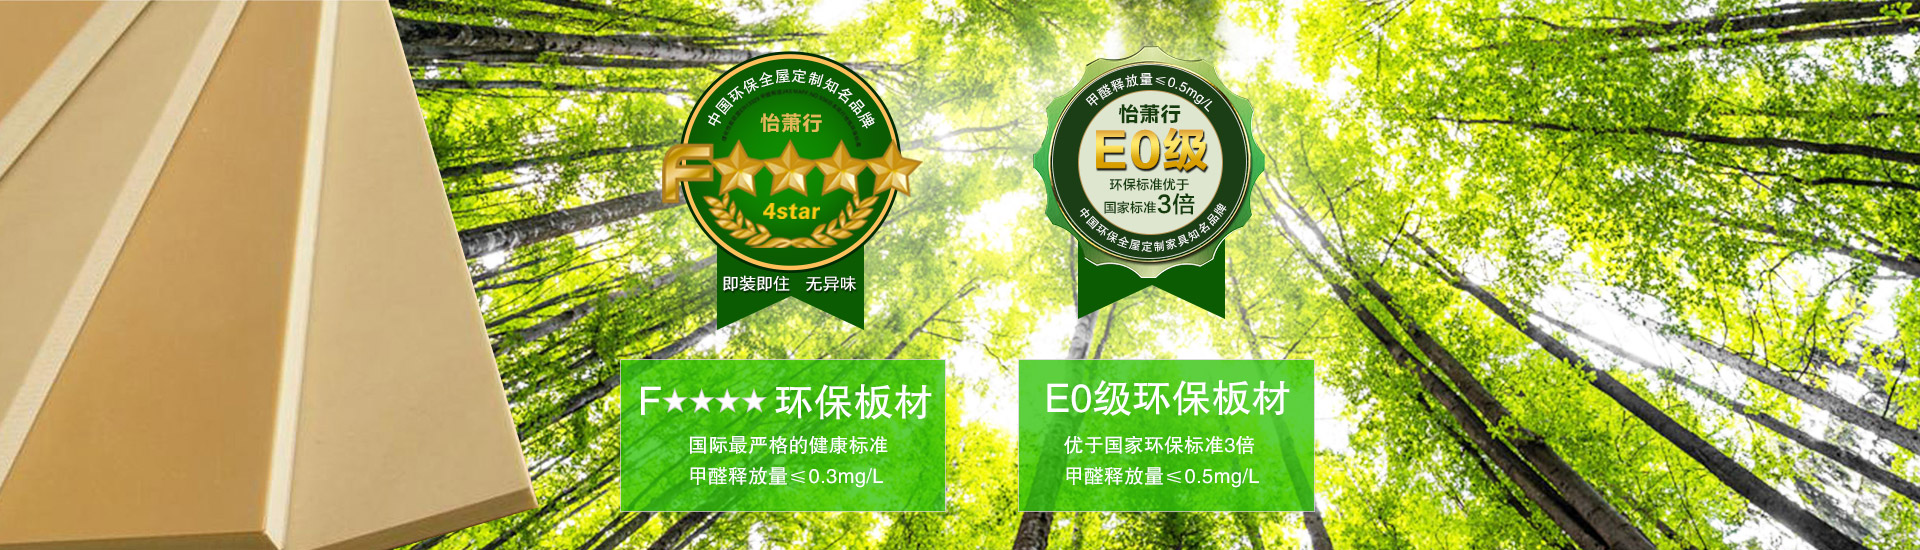 中国环保全屋定制知名品牌
怡萧行
F★★★★
4star
即装即住 无异味
甲醛释放量≤0.5mg/L
怡萧行
E0级
环保标准优于
国家标准3倍
中国环保全屋定制家具知名品牌
F★★★★ 环保板材
国际最严格的健康标准
甲醛释放量≤0.3mg/L
E0级环保板材
优于国家环保标准3倍
甲醛释放量≤0.5mg/L